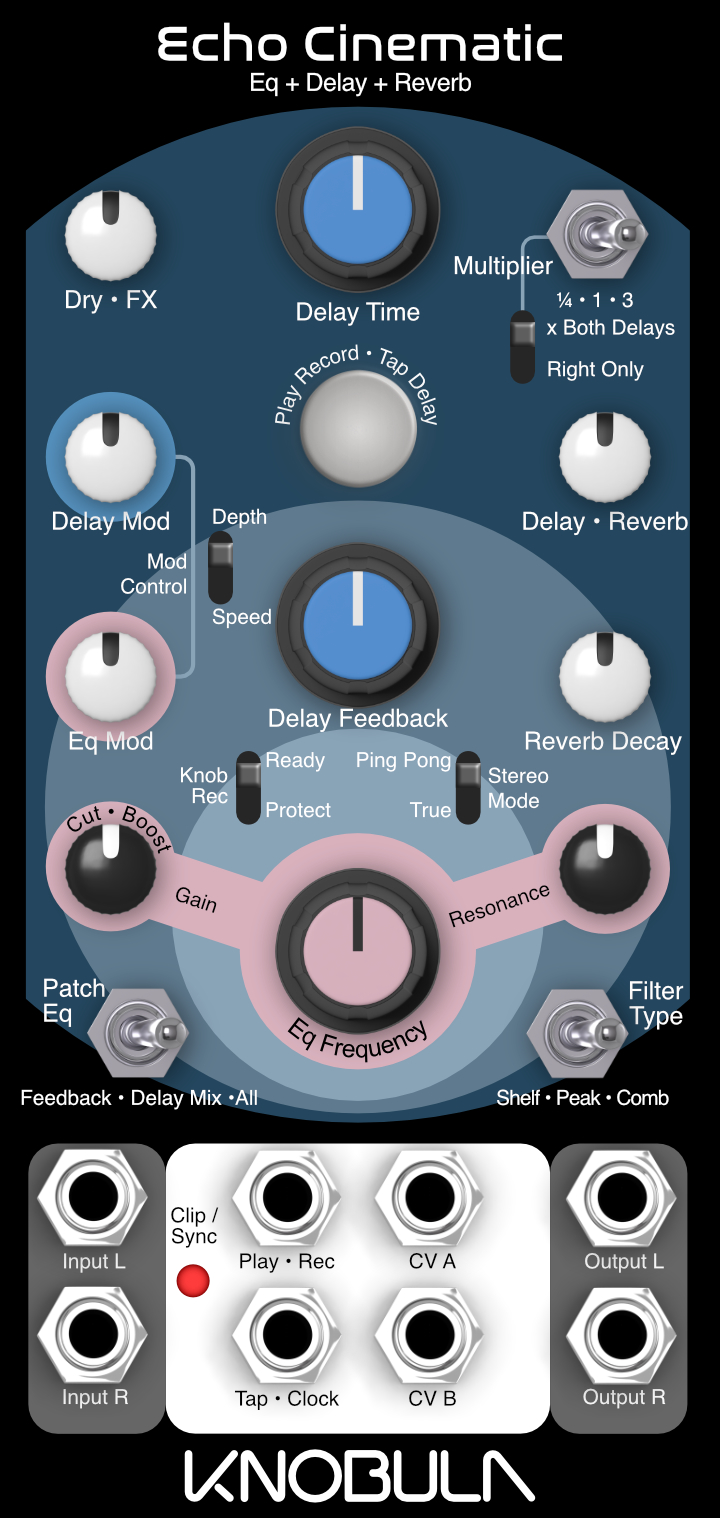 Echo Cinematic
Eq + Delay + Reverb
Dry • FX
Delay Time
Multiplier
¼ • 1 • 3
x Both Delays
Right Only
Play Record • Tap Delay
Delay Mod
Delay • Reverb
Depth
Mod
Control
Speed
Eq Mod
Delay Feedback
Reverb Decay
Knob
Rec
Ready
Protect
Ping Pong
True
Stereo
Mode
Cut • Boost
Gain
Resonance
Eq Frequency
Patch
Eq
Feedback • Delay Mix •All
Filter
Type
Shelf • Peak • Comb
Input L
Clip /
Sync
Play • Rec
CV A
Output L
Input R
Tap • Clock
CV B
Output R
KNOBULA